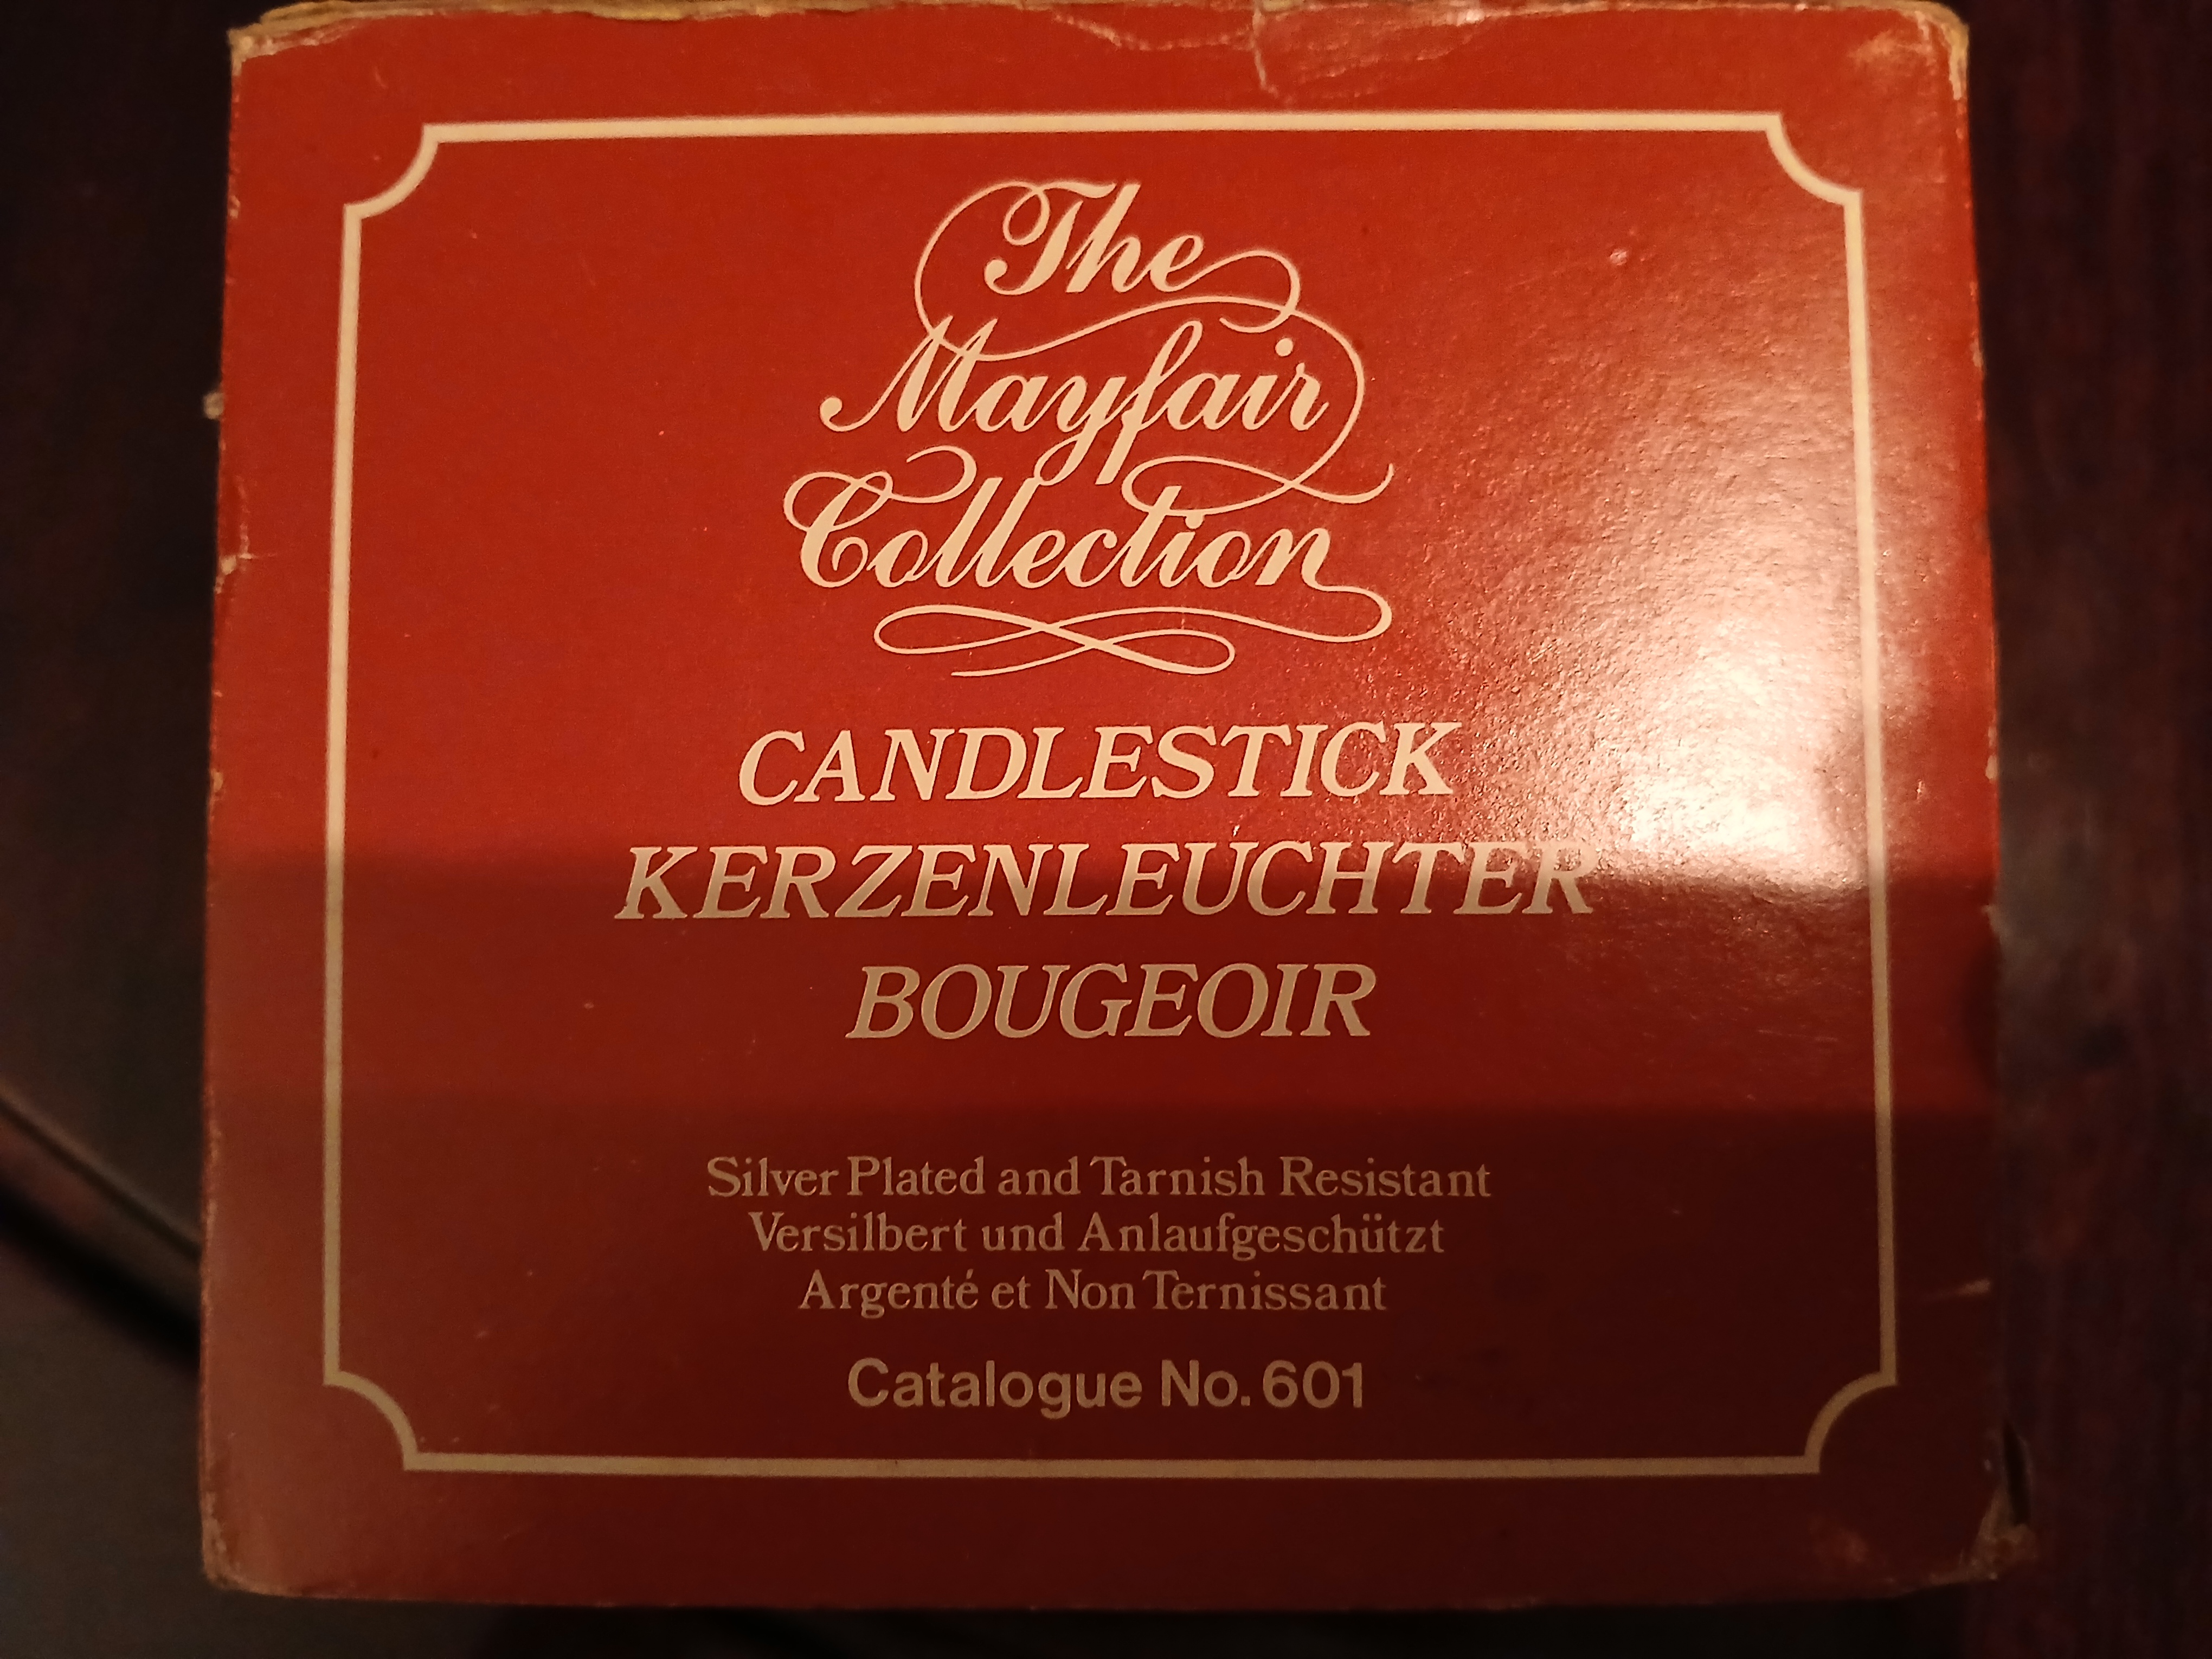 The
Mayfair
Collection
CANDLESTICK
KERZENLEUCHTER
BOUGEOIR
Silver Plated and Tarnish Resistant
Versilbert und Anlaufgeschützt
Argenté et Non Ternissant
Catalogue No. 601